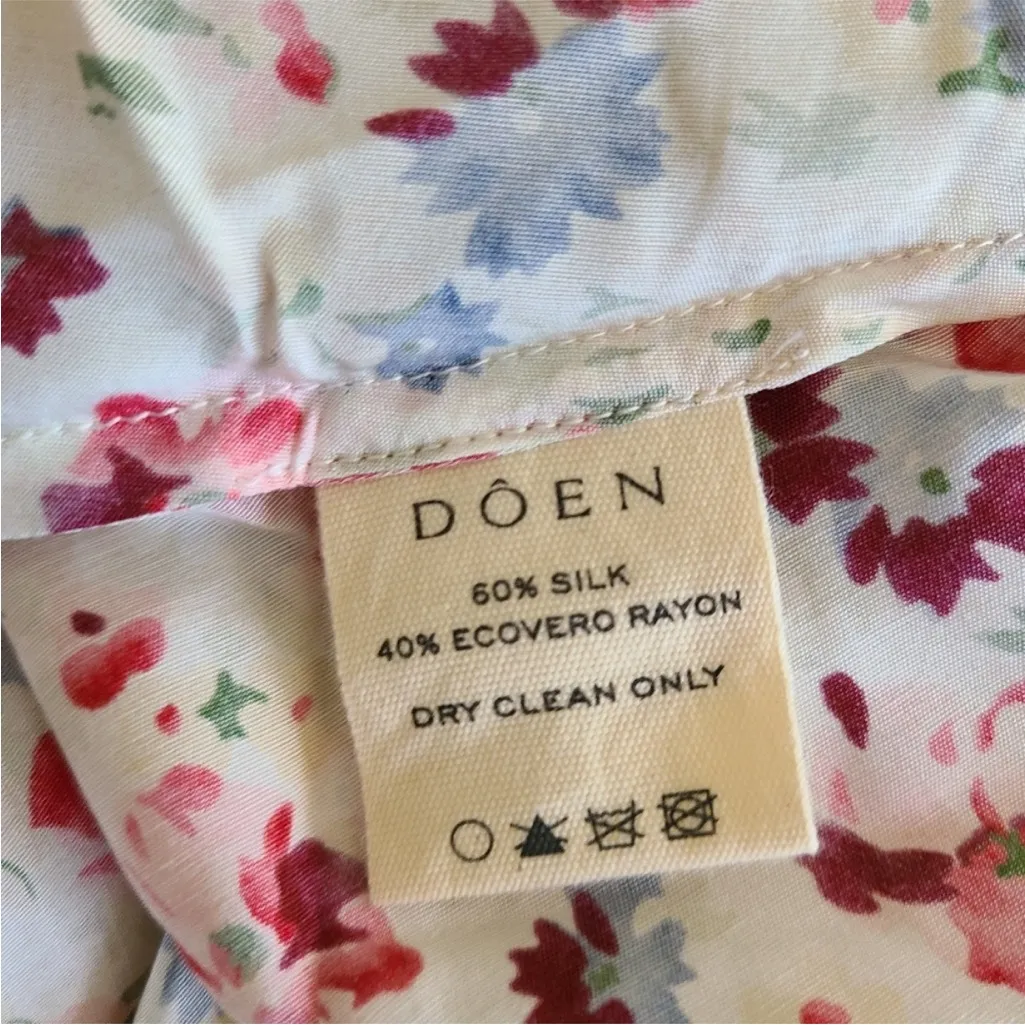 DÔEN
60% SILK
40% ECOVERO RAYON
DRY CLEAN ONLY